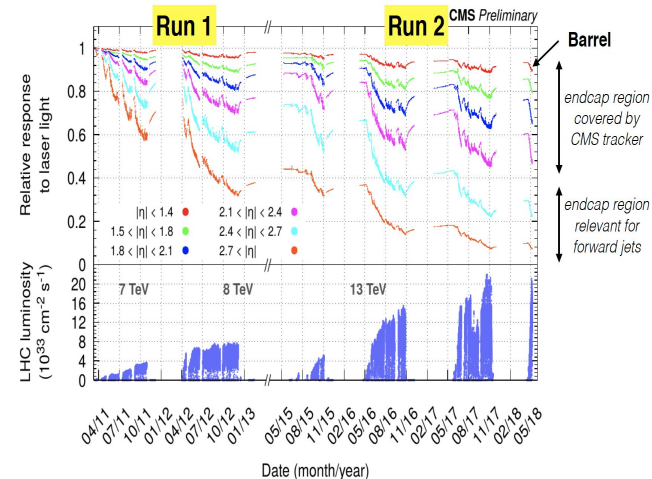 Run 1
Run 2
CMS Preliminary
Relative response
to laser light
1
0.8
0.6
0.4
0.2
0
|η| < 1.4
1.5 < |η| < 1.8
1.8 < |η| < 2.1
2.1 < |η| < 2.4
2.4 < |η| < 2.7
2.7 < |η|
Barrel
endcap region
covered by
CMS tracker
endcap region
relevant for
forward jets
LHC luminosity
(10³³ cm⁻² s⁻¹)
20
16
12
8
4
0
7 TeV
8 TeV
13 TeV
//
//
04/11
07/11
10/11
01/12
04/12
07/12
10/12
01/13
05/15
08/15
11/15
02/16
05/16
08/16
11/16
02/17
05/17
08/17
11/17
02/18
05/18
Date (month/year)